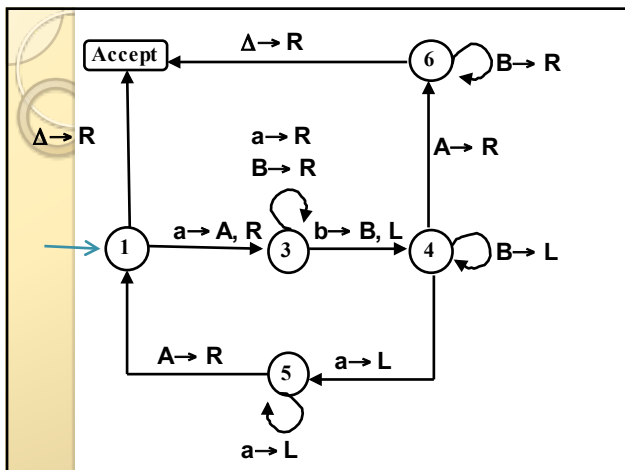 Accept
Δ→ R
6
B→ R
Δ→ R
a→ R
B→ R
A→ R
1
a→ A, R
3
b→ B, L
4
B→ L
A→ R
5
a→ L
a→ L